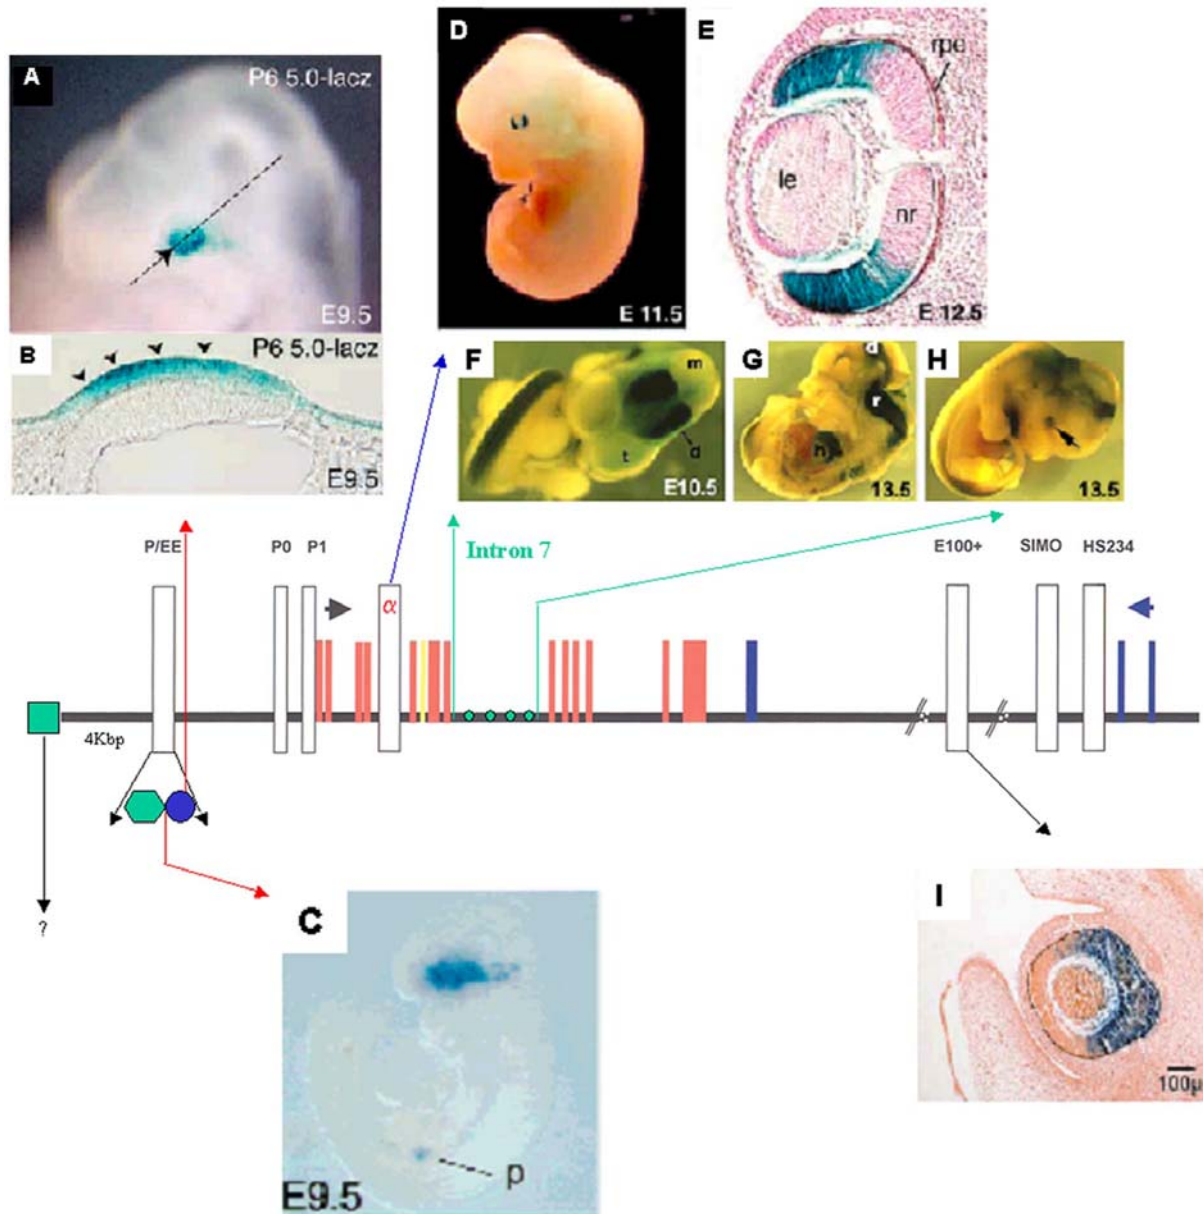 A
P6 5.0-lacz
E9.5
B
P6 5.0-lacz
E9.5
D
E 11.5
E
rpe
le
nr
E 12.5
F
m
t
d
E10.5
G
r
13.5
H
13.5
P/EE
P0
P1
α
Intron 7
E100+
SIMO
HS234
4Kbp
?
C
p
E9.5
I
100μ